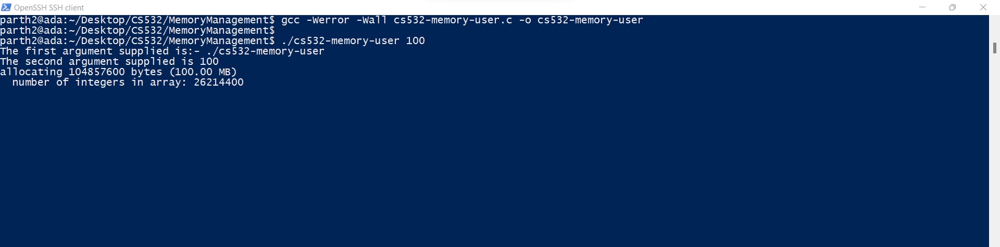 OpenSSH SSH client
parth2@ada:~/Desktop/CS532/MemoryManagement$ gcc -Werror -Wall cs532-memory-user.c -o cs532-memory-user
parth2@ada:~/Desktop/CS532/MemoryManagement$
parth2@ada:~/Desktop/CS532/MemoryManagement$ ./cs532-memory-user 100
The first argument supplied is:- ./cs532-memory-user
The second argument supplied is 100
allocating 104857600 bytes (100.00 MB)
  number of integers in array: 26214400